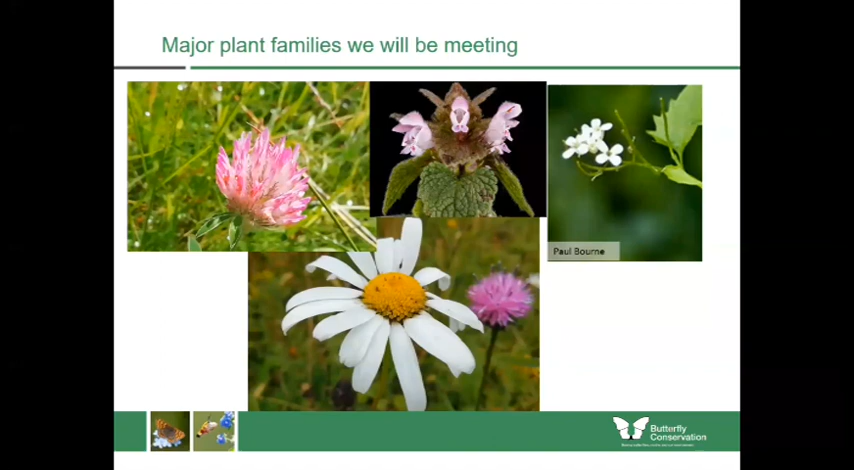 Major plant families we will be meeting
Paul Bourne
Butterfly
Conservation